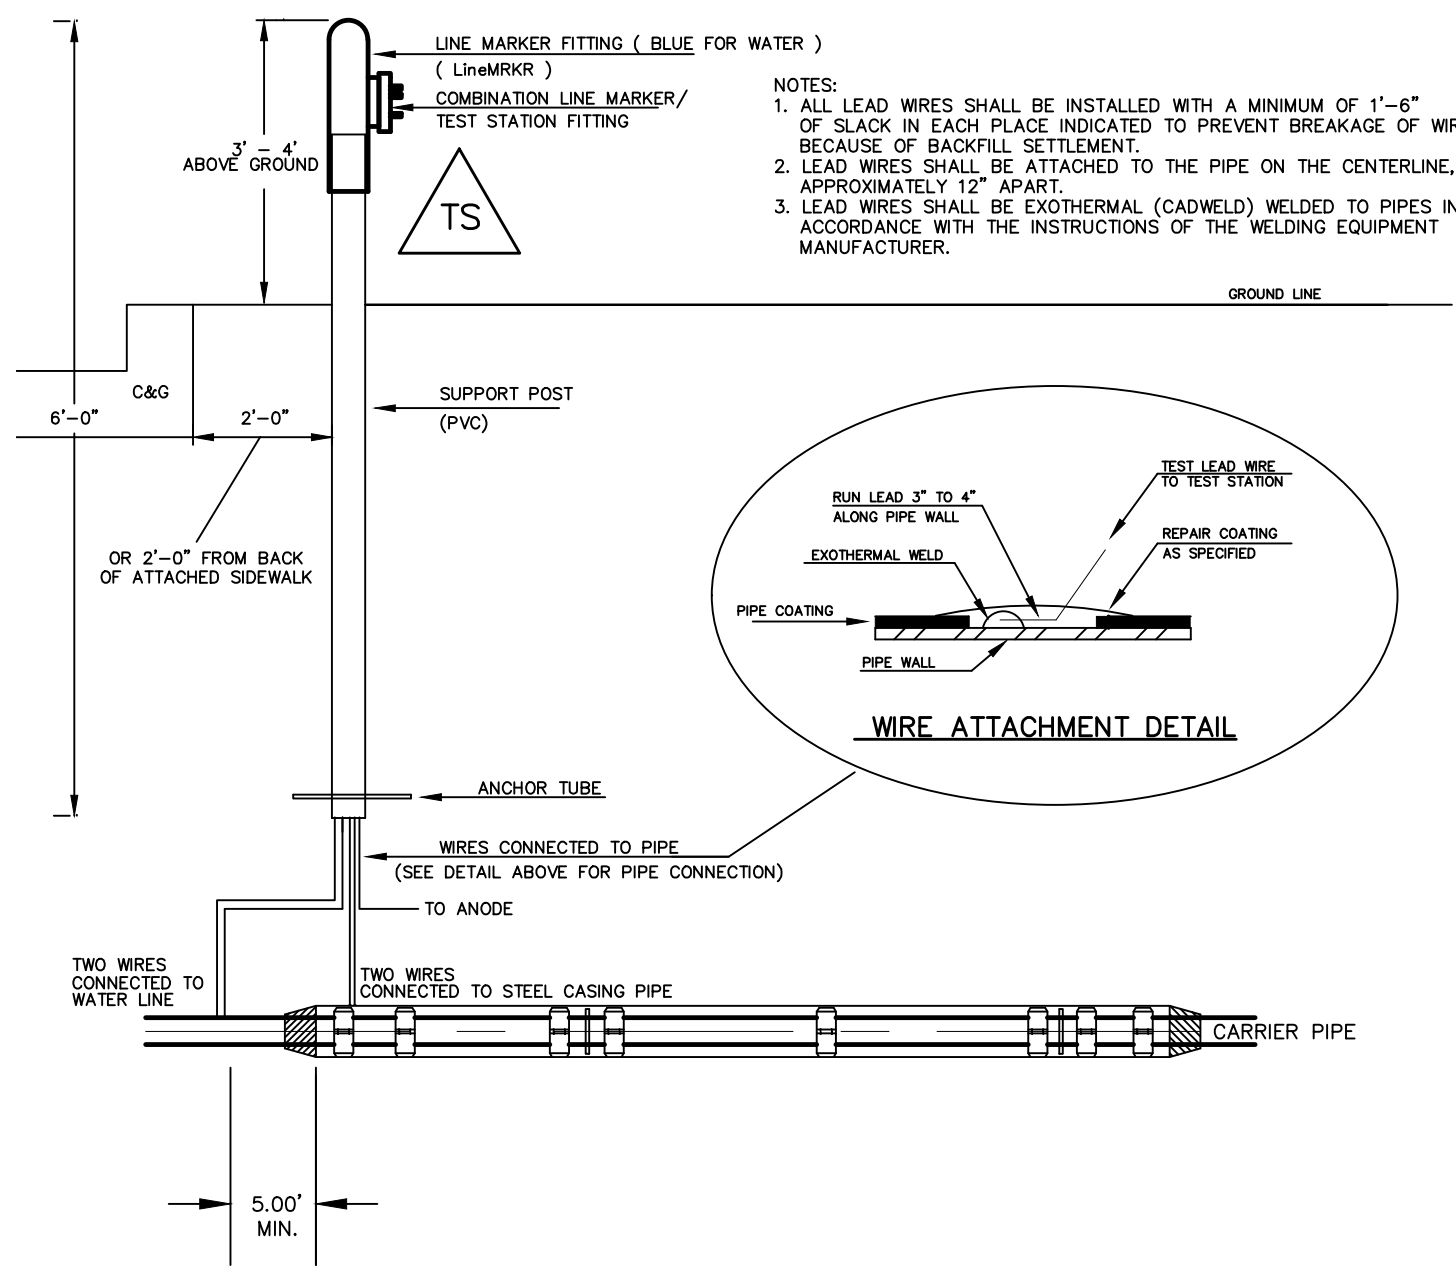 LINE MARKER FITTING ( BLUE FOR WATER )
( LineMRKR )
COMBINATION LINE MARKER/
TEST STATION FITTING
TS
NOTES:
1. ALL LEAD WIRES SHALL BE INSTALLED WITH A MINIMUM OF 1'-6"
OF SLACK IN EACH PLACE INDICATED TO PREVENT BREAKAGE OF
BECAUSE OF BACKFILL SETTLEMENT.
2. LEAD WIRES SHALL BE ATTACHED TO THE PIPE ON THE CENTERLINE,
APPROXIMATELY 12" APART.
3. LEAD WIRES SHALL BE EXOTHERMAL (CADWELD) WELDED TO PIPES IN
ACCORDANCE WITH THE INSTRUCTIONS OF THE WELDING EQUIPMENT
MANUFACTURER.
3' - 4'
ABOVE GROUND
GROUND LINE
C&G
6'-0"
2'-0"
SUPPORT POST
(PVC)
OR 2'-0" FROM BACK
OF ATTACHED SIDEWALK
TEST LEAD WIRE
TO TEST STATION
RUN LEAD 3" TO 4"
ALONG PIPE WALL
REPAIR COATING
AS SPECIFIED
EXOTHERMAL WELD
PIPE COATING
PIPE WALL
WIRE ATTACHMENT DETAIL
ANCHOR TUBE
WIRES CONNECTED TO PIPE
(SEE DETAIL ABOVE FOR PIPE CONNECTION)
TO ANODE
TWO WIRES
CONNECTED TO
WATER LINE
TWO WIRES
CONNECTED TO STEEL CASING PIPE
CARRIER PIPE
5.00'
MIN.